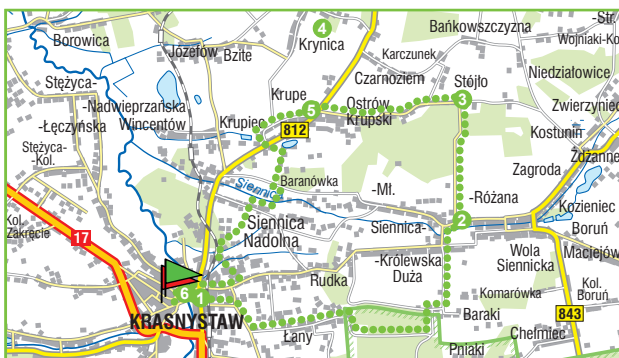 Borowica
Józefów
Bzite
4
Krynica
Bańkowszczyzna
-Str.
Wojniaki-Ko
Karczunek
Czarnoziem
Stójło
Niedziałowice
Stężyca-
-Nadwieprzańska
Krupe
5
Ostrów
Krupski
3
Zwierzyniec
-Łęczyńska
Wincentów
Krupiec
812
Kostunin
Stężyca-
-Kol.
Żdżanne
Siennica
Baranówka
-Mł.
Zagroda
-Różana
Kozieniec
Kol.
Zakręcie
17
Siennica
Nadolna
Siennica-
2
Boruń
-Królewska
Duża
Wola
Siennicka
Maciejów
6
1
Rudka
Komarówka
Kol.
Boruń
KRASNYSTAW
Łany
Baraki
843
Chełmiec
Pniaki